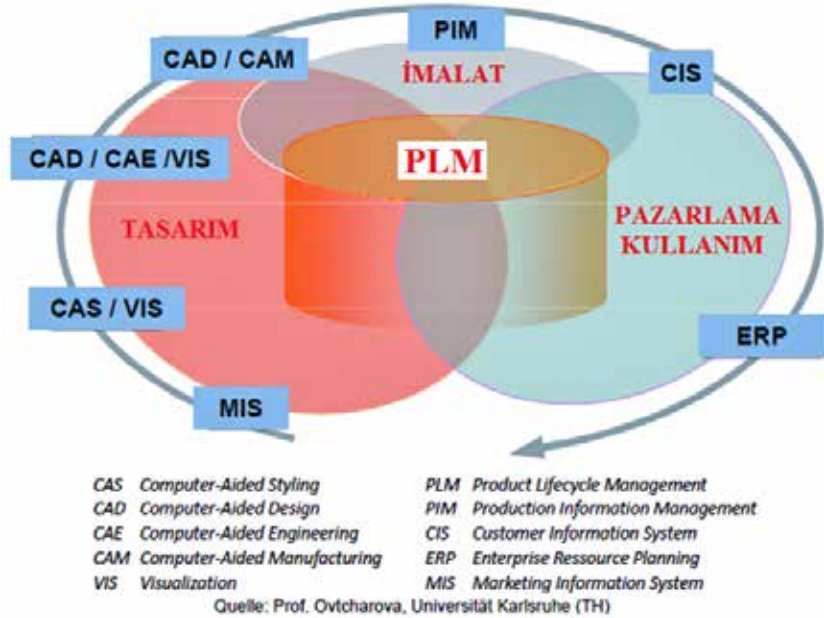 PIM
CAD / CAM
İMALAT
CIS
CAD / CAE /VIS
PLM
TASARIM
PAZARLAMA
KULLANIM
CAS / VIS
ERP
MIS
CAS Computer-Aided Styling
CAD Computer-Aided Design
CAE Computer-Aided Engineering
CAM Computer-Aided Manufacturing
VIS Visualization
PLM Product Lifecycle Management
PIM Production Information Management
CIS Customer Information System
ERP Enterprise Ressource Planning
MIS Marketing Information System
Quelle: Prof. Ovtcharova, Universität Karlsruhe (TH)